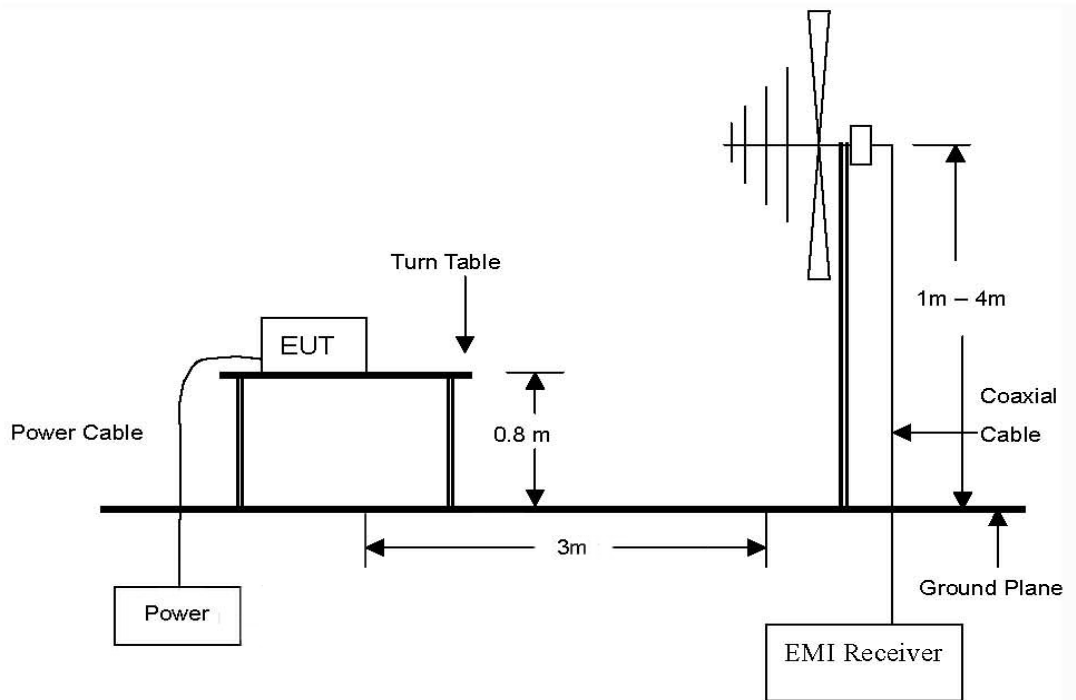 Turn Table
EUT
1m – 4m
Coaxial
Cable
0.8 m
Power Cable
3m
Ground Plane
Power
EMI Receiver